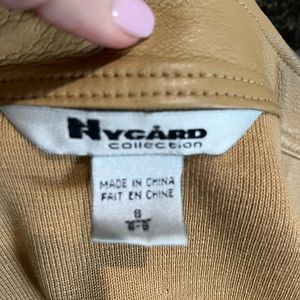 NYGÅRD
Collection
MADE IN CHINA
FAIT EN CHINE
8